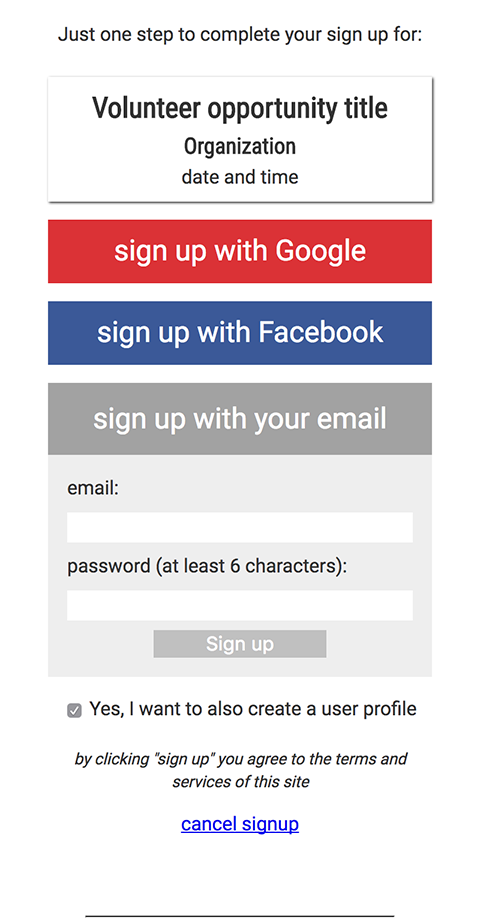 Just one step to complete your sign up for:
Volunteer opportunity title
Organization
date and time
sign up with Google
sign up with Facebook
sign up with your email
email:
password (at least 6 characters):
Sign up
Yes, I want to also create a user profile
by clicking "sign up" you agree to the terms and
services of this site
cancel signup